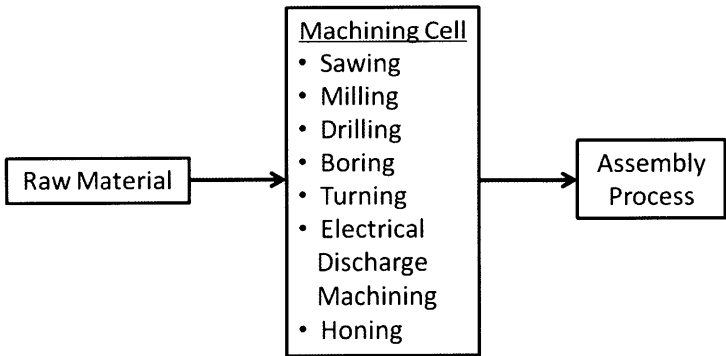 Raw Material
Machining Cell
• Sawing
• Milling
• Drilling
• Boring
• Turning
• Electrical
Discharge
Machining
• Honing
Assembly
Process